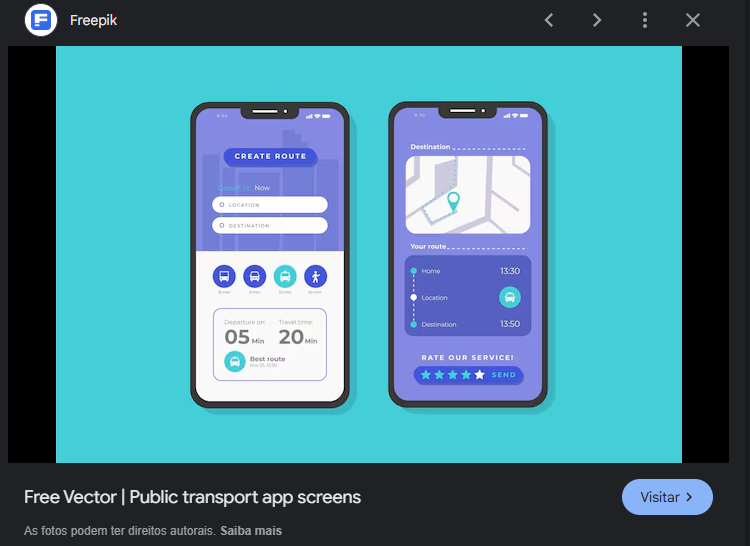 Freepik
CREATE ROUTE
Depart at: Now
LOCATION
DESTINATION
Departure on: Travel time:
05 Min 20 Min
Best route
Destination
Your route
Home 13:30
Location
Destination 13:50
RATE OUR SERVICE!
SEND
Free Vector | Public transport app screens
Visitar
As fotos podem ter direitos autorais. Saiba mais